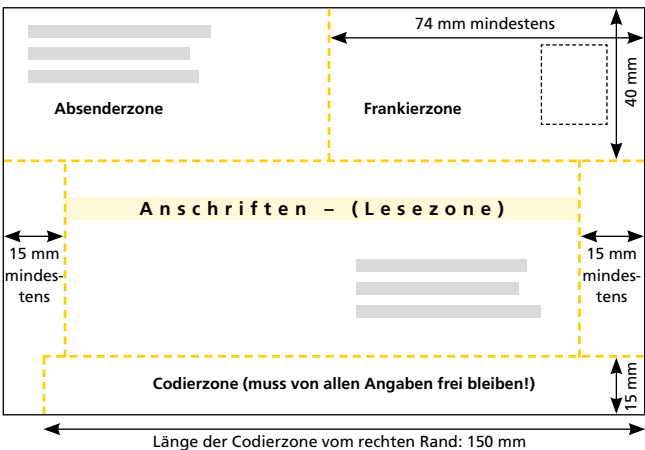 74 mm mindestens
40 mm
Absenderzone
Frankierzone
Anschriften – (Lesezone)
15 mm
mindes-
tens
15 mm
mindes-
tens
Codierzone (muss von allen Angaben frei bleiben!)
15 mm
Länge der Codierzone vom rechten Rand: 150 mm